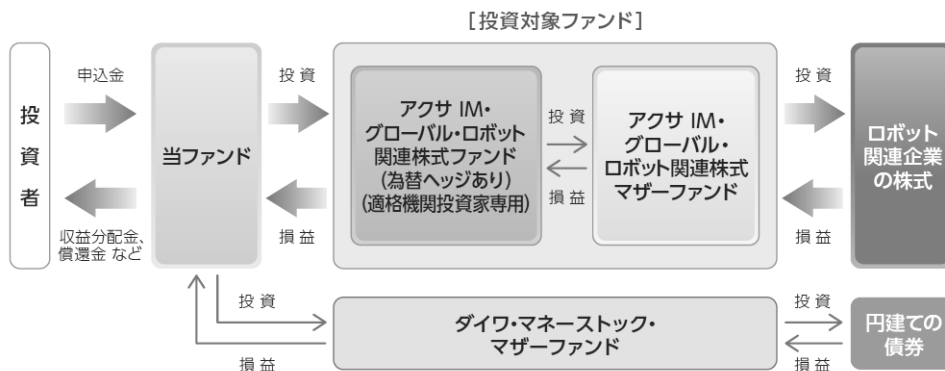 [投資対象ファンド]
投資者
申込金
収益分配金、
償還金 など
当ファンド
投 資
損 益
アクサ IM・
グローバル・ロボット
関連株式ファンド
(為替ヘッジあり)
(適格機関投資家専用)
投 資
損 益
アクサ IM・
グローバル・
ロボット関連株式
マザーファンド
投 資
損 益
ロボット
関連企業
の株式
投 資
損 益
ダイワ・マネーストック・
マザーファンド
投 資
損 益
円建ての
債券